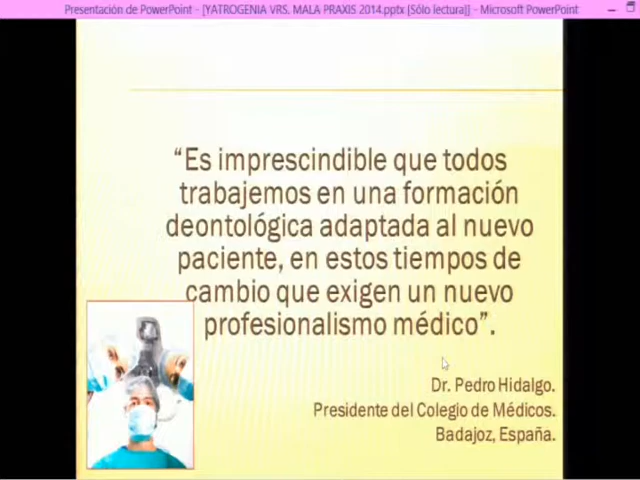 Presentación de PowerPoint - [YATROGENIA VRS. MALA PRAXIS 2014.pptx [Sólo lectura]] - Microsoft PowerPoint
“Es imprescindible que todos
trabajemos en una formación
deontológica adaptada al nuevo
paciente, en estos tiempos de
cambio que exigen un nuevo
profesionalismo médico”.
Dr. Pedro Hidalgo.
Presidente del Colegio de Médicos.
Badajoz, España.